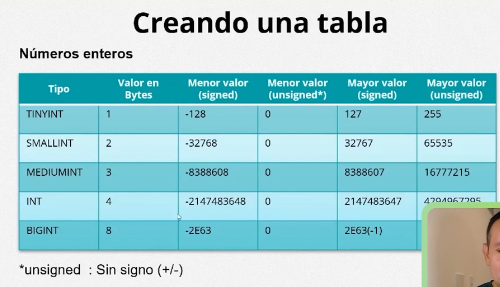 Creando una tabla
Números enteros
Tipo Valor en Bytes Menor valor (signed) Menor valor (unsigned*) Mayor valor (signed) Mayor valor (unsigned)
TINYINT 1 -128 0 127 255
SMALLINT 2 -32768 0 32767 65535
MEDIUMINT 3 -8388608 0 8388607 16777215
INT 4 -2147483648 0 2147483647 4294967295
BIGINT 8 -2E63 0 2E63(-1)
*unsigned : Sin signo (+/-)